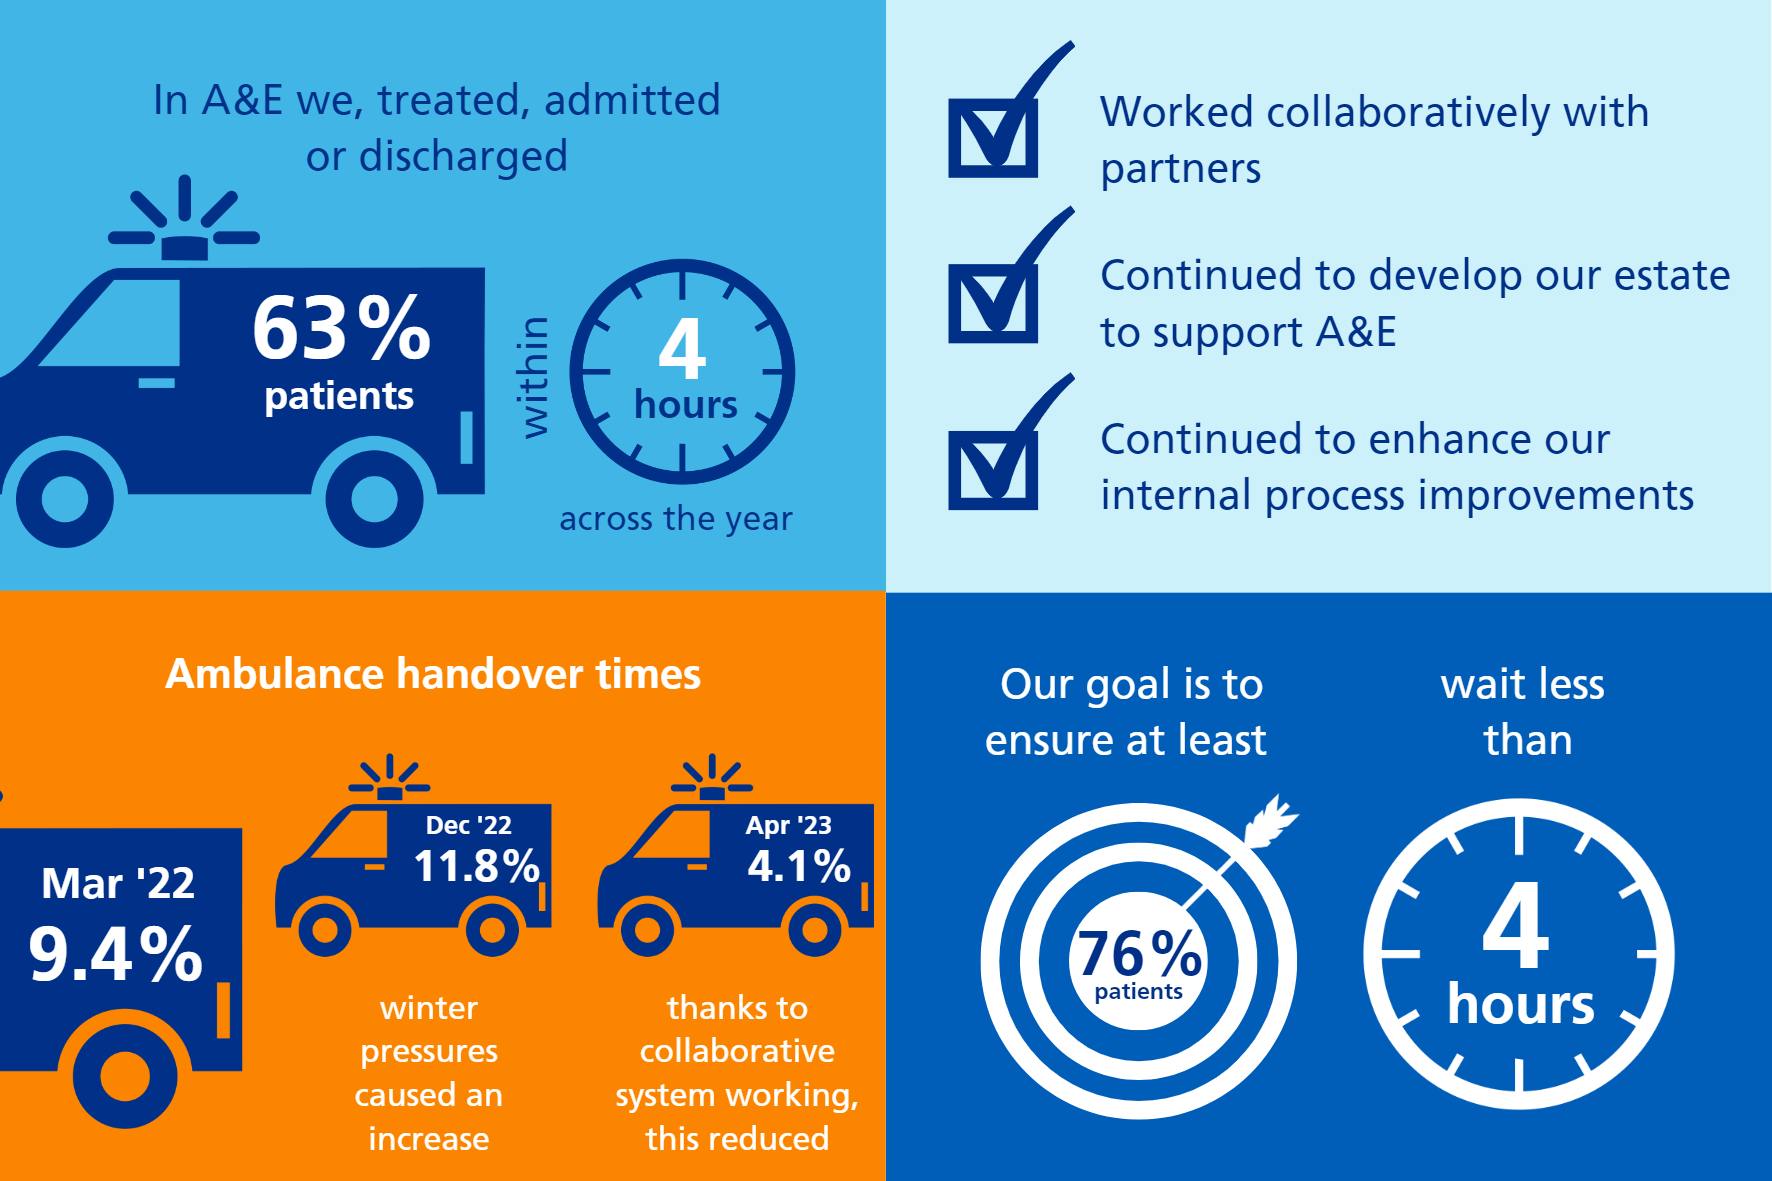 In A&E we, treated, admitted
or discharged
63%
patients
within
4
hours
across the year
Worked collaboratively with
partners
Continued to develop our estate
to support A&E
Continued to enhance our
internal process improvements
Ambulance handover times
Mar '22
9.4%
Dec '22
11.8%
winter
pressures
caused an
increase
Apr '23
4.1%
thanks to
collaborative
system working,
this reduced
Our goal is to
ensure at least
76%
patients
wait less
than
4
hours